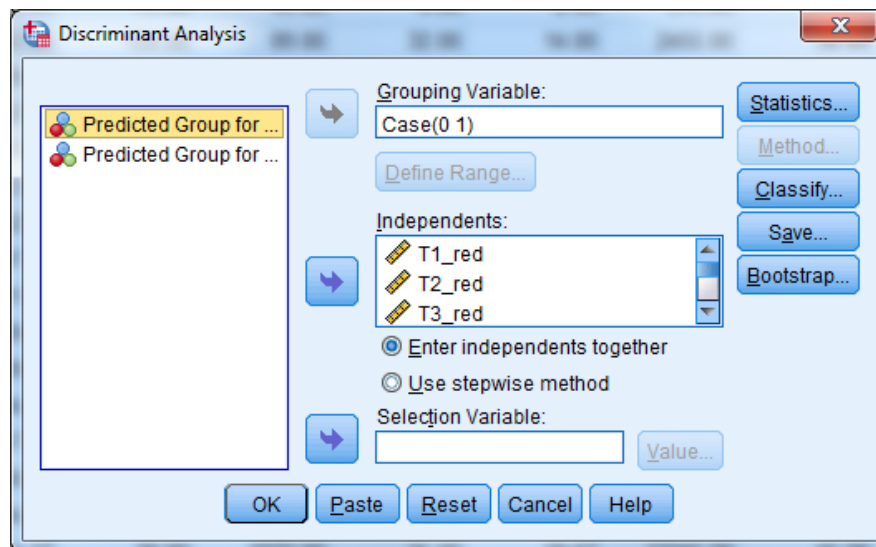 Discriminant Analysis
Predicted Group for ...
Predicted Group for ...
Grouping Variable:
Case(0 1)
Define Range...
Independents:
T1_red
T2_red
T3_red
Enter independents together
Use stepwise method
Selection Variable:
Value...
Statistics...
Method...
Classify...
Save...
Bootstrap...
OK
Paste
Reset
Cancel
Help